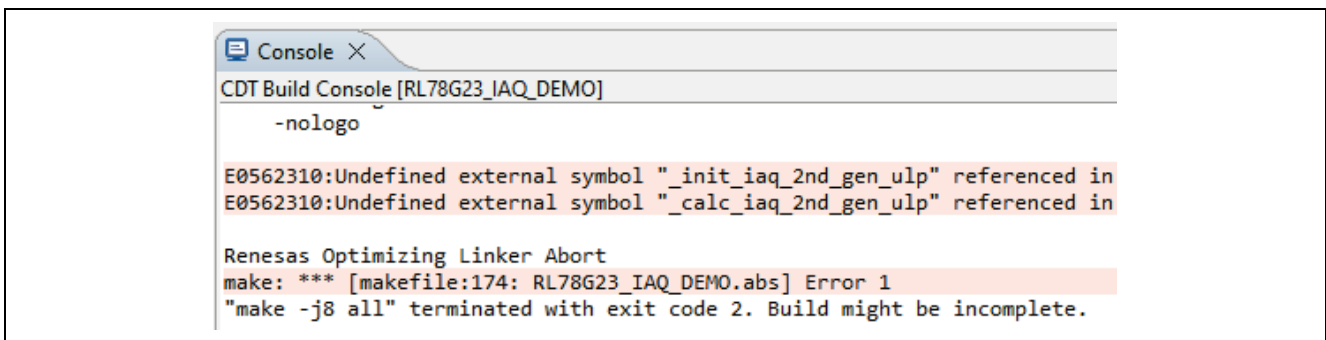 Console
CDT Build Console [RL78G23_IAQ_DEMO]
-nologo
E0562310:Undefined external symbol "_init_iaq_2nd_gen_ulp" referenced in
E0562310:Undefined external symbol "_calc_iaq_2nd_gen_ulp" referenced in
Renesas Optimizing Linker Abort
make: *** [makefile:174: RL78G23_IAQ_DEMO.abs] Error 1
"make -j8 all" terminated with exit code 2. Build might be incomplete.